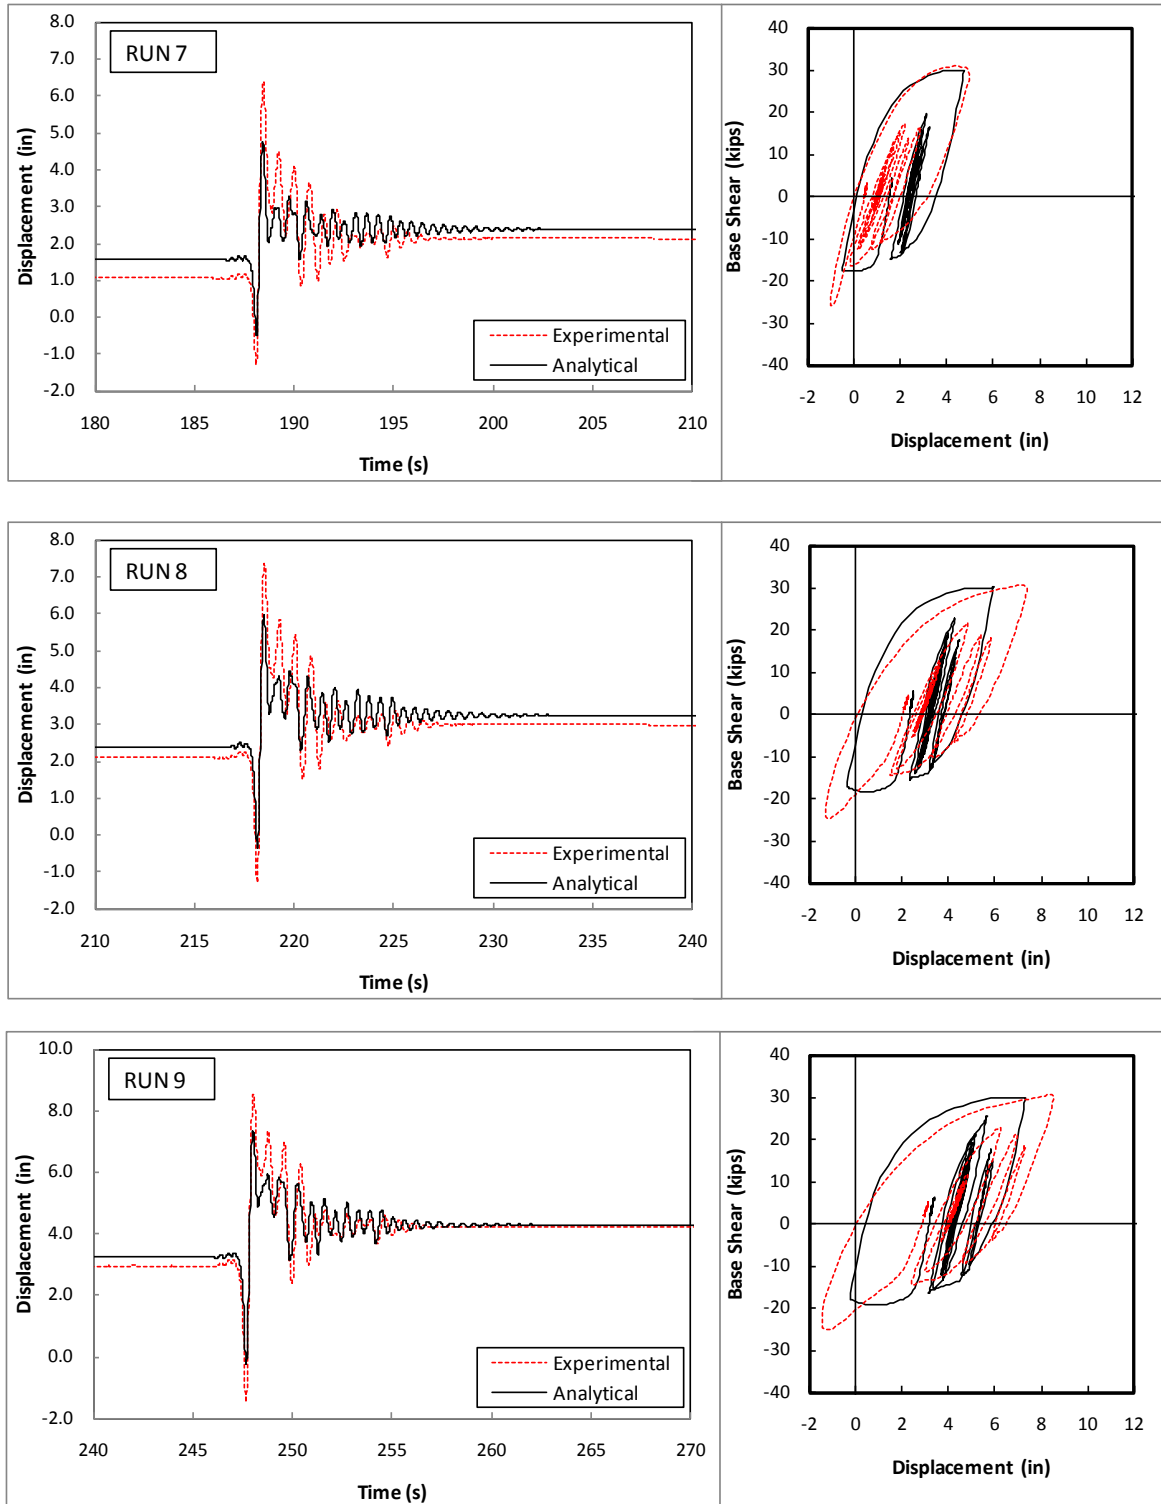 RUN 7
Displacement (in)
8.0
7.0
6.0
5.0
4.0
3.0
2.0
1.0
0.0
-1.0
-2.0
180 185 190 195 200 205 210
Time (s)
Experimental
Analytical
Base Shear (kips)
40
30
20
10
0
-10
-20
-30
-40
-2 0 2 4 6 8 10 12
Displacement (in)
RUN 8
Displacement (in)
8.0
7.0
6.0
5.0
4.0
3.0
2.0
1.0
0.0
-1.0
-2.0
210 215 220 225 230 235 240
Time (s)
Experimental
Analytical
Base Shear (kips)
40
30
20
10
0
-10
-20
-30
-40
-2 0 2 4 6 8 10 12
Displacement (in)
RUN 9
Displacement (in)
10.0
8.0
6.0
4.0
2.0
0.0
-2.0
240 245 250 255 260 265 270
Time (s)
Experimental
Analytical
Base Shear (kips)
40
30
20
10
0
-10
-20
-30
-40
-2 0 2 4 6 8 10 12
Displacement (in)